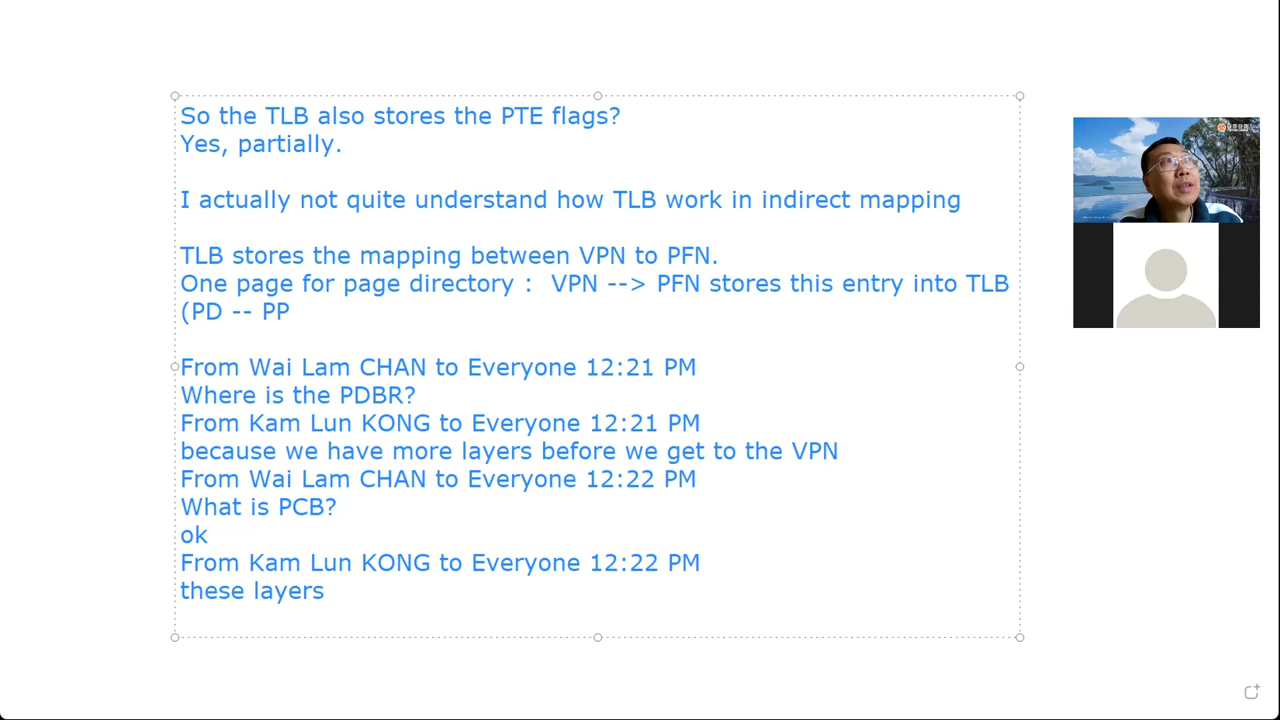 So the TLB also stores the PTE flags?
Yes, partially.
I actually not quite understand how TLB work in indirect mapping
TLB stores the mapping between VPN to PFN.
One page for page directory :  VPN --> PFN stores this entry into TLB
(PD -- PP
From Wai Lam CHAN to Everyone 12:21 PM
Where is the PDBR?
From Kam Lun KONG to Everyone 12:21 PM
because we have more layers before we get to the VPN
From Wai Lam CHAN to Everyone 12:22 PM
What is PCB?
ok
From Kam Lun KONG to Everyone 12:22 PM
these layers